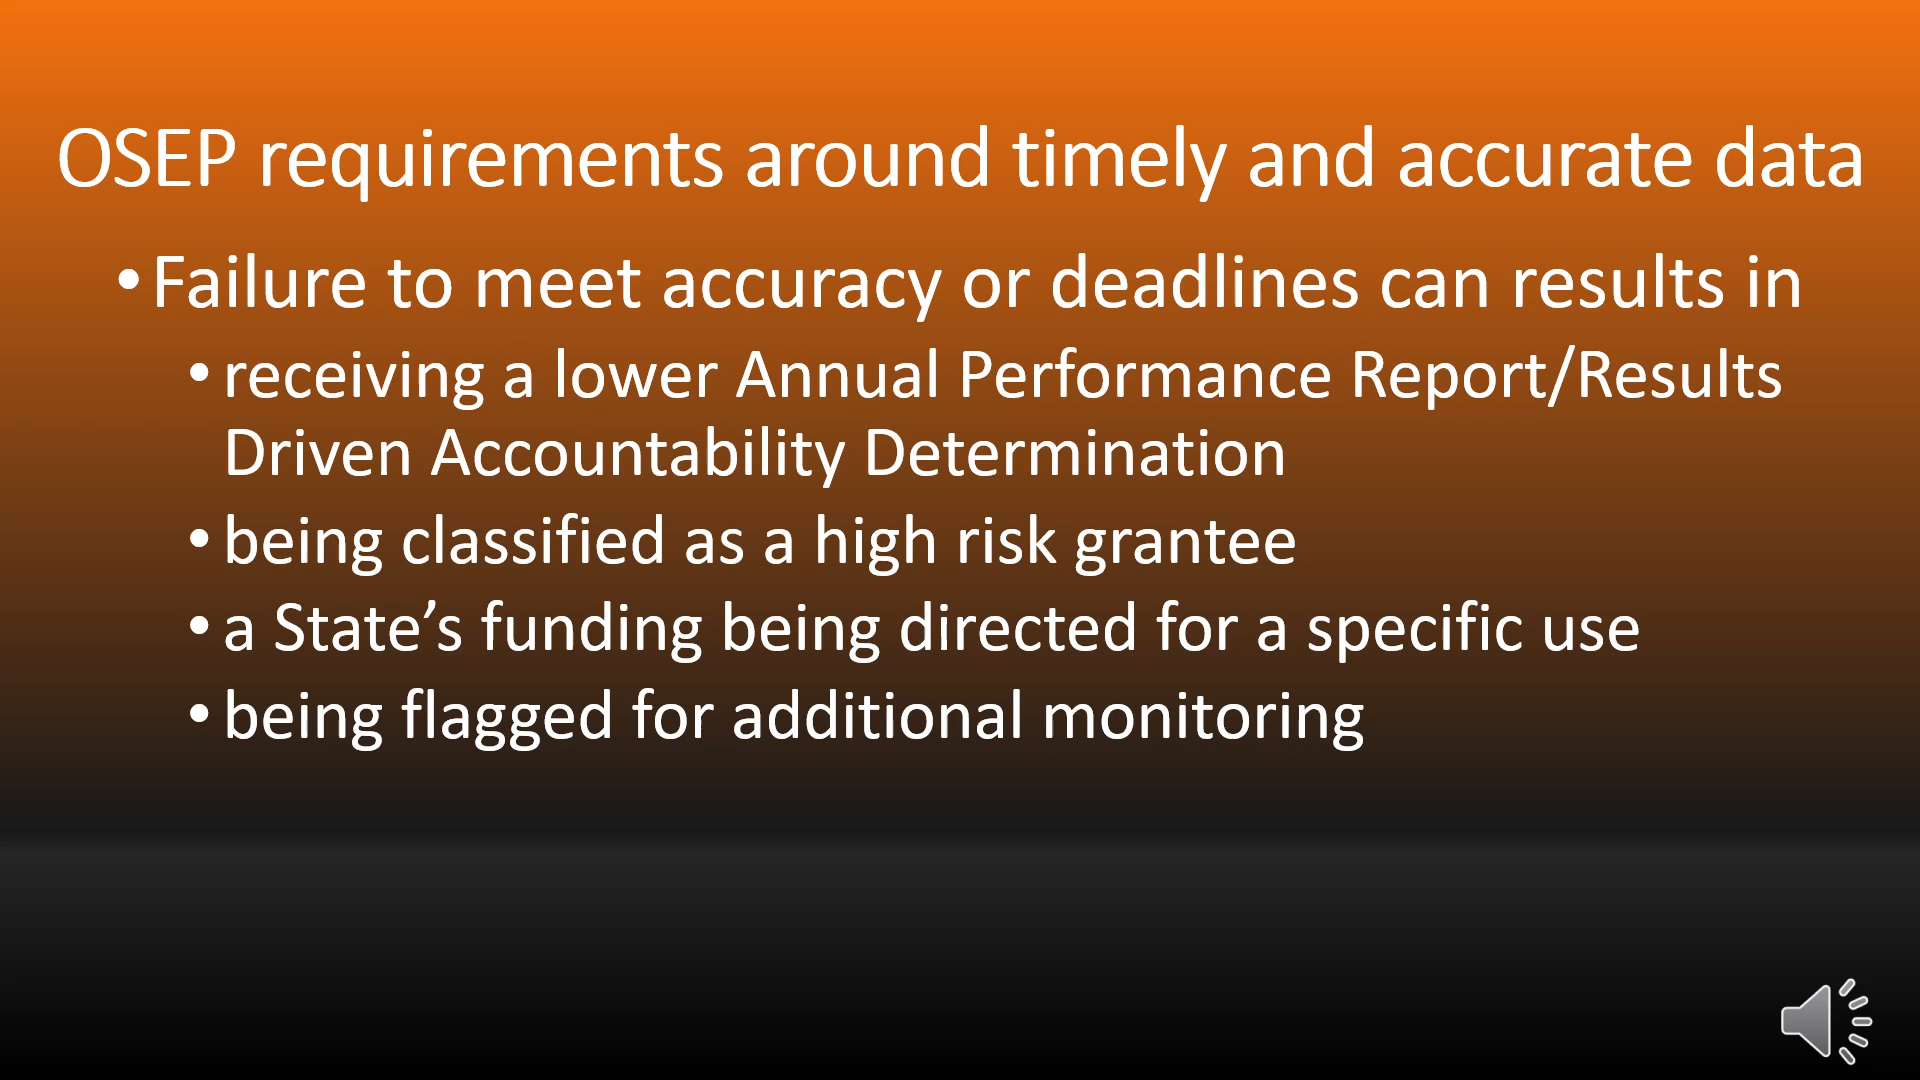 OSEP requirements around timely and accurate data
•Failure to meet accuracy or deadlines can results in
•receiving a lower Annual Performance Report/Results
Driven Accountability Determination
•being classified as a high risk grantee
•a State’s funding being directed for a specific use
•being flagged for additional monitoring